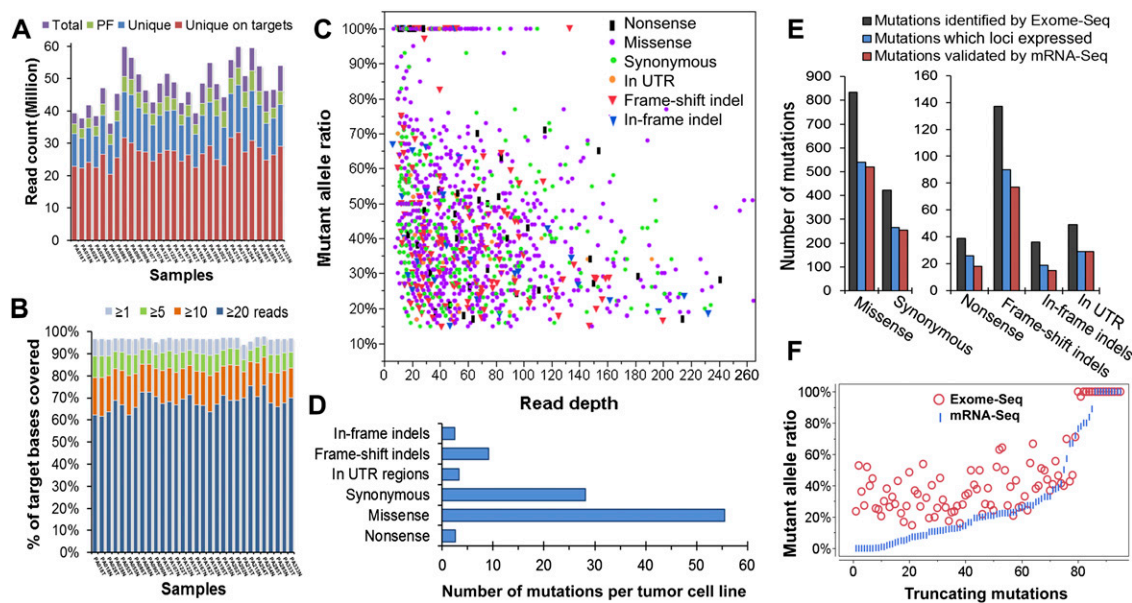 A
Total PF Unique Unique on targets
Read count (Million)
60
50
40
30
20
10
0
Samples
B
≥1 ≥5 ≥10 ≥20 reads
% of target bases covered
100%
90%
80%
70%
60%
50%
40%
30%
20%
10%
0%
Samples
C
Nonsense
Missense
Synonymous
In UTR
Frame-shift indel
In-frame indel
Mutant allele ratio
100%
90%
80%
70%
60%
50%
40%
30%
20%
10%
0 20 40 60 80 100 120 140 160 180 200 220 240 260
Read depth
D
In-frame indels
Frame-shift indels
In UTR regions
Synonymous
Missense
Nonsense
0 10 20 30 40 50 60
Number of mutations per tumor cell line
E
Mutations identified by Exome-Seq
Mutations which loci expressed
Mutations validated by mRNA-Seq
Number of mutations
900
800
700
600
500
400
300
200
100
0
Missense
Synonymous
160
140
120
100
80
60
40
20
0
Nonsense
Frame-shift indels
In-frame indels
In UTR
F
Exome-Seq
mRNA-Seq
Mutant allele ratio
100%
80%
60%
40%
20%
0%
0 20 40 60 80
Truncating mutations